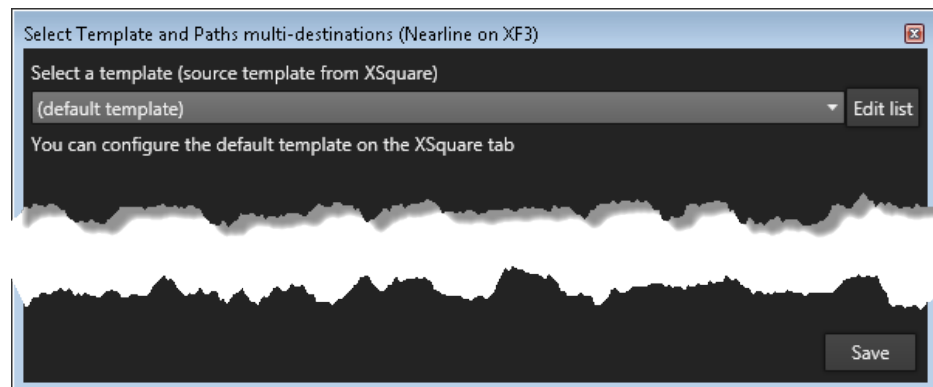 Select Template and Paths multi-destinations (Nearline on XF3)
Select a template (source template from XSquare)
(default template) Edit list
You can configure the default template on the XSquare tab
Save